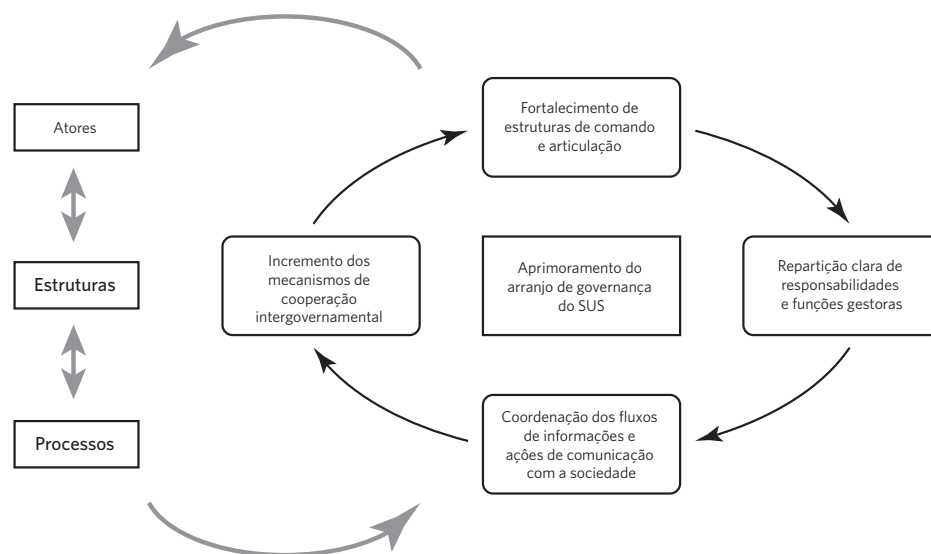 Atores
Estruturas
Processos
Fortalecimento de
estruturas de comando
e articulação
Incremento dos
mecanismos de
cooperação
intergovernamental
Aprimoramento do
arranjo de governança
do SUS
Repartição clara de
responsabilidades
e funções gestoras
Coordenação dos fluxos
de informações e
ações de comunicação
com a sociedade